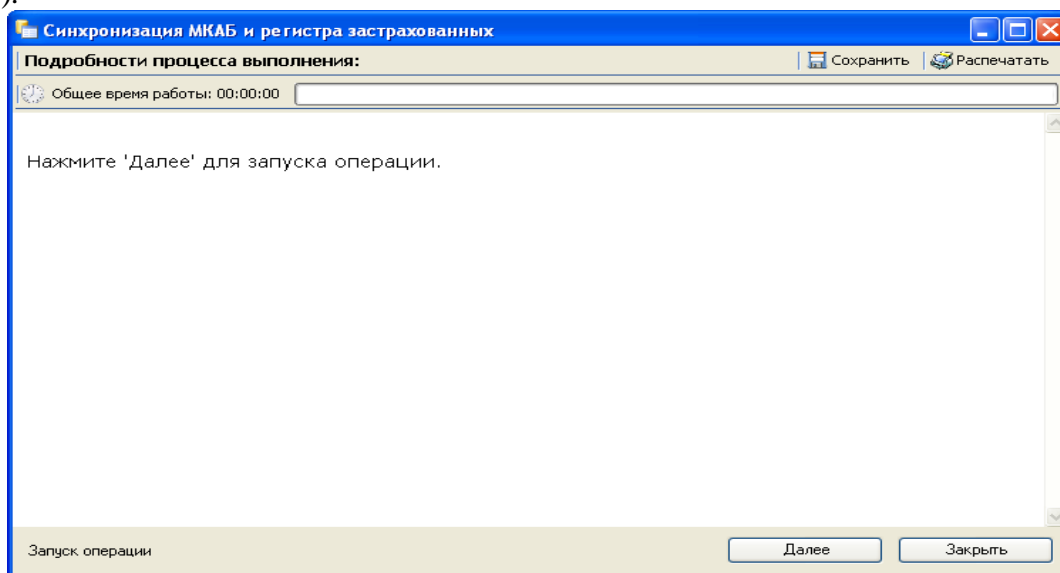 ).
Синхронизация МКАБ и регистра застрахованных
Подробности процесса выполнения: Сохранить Распечатать
Общее время работы: 00:00:00
Нажмите 'Далее' для запуска операции.
Запуск операции Далее Закрыть